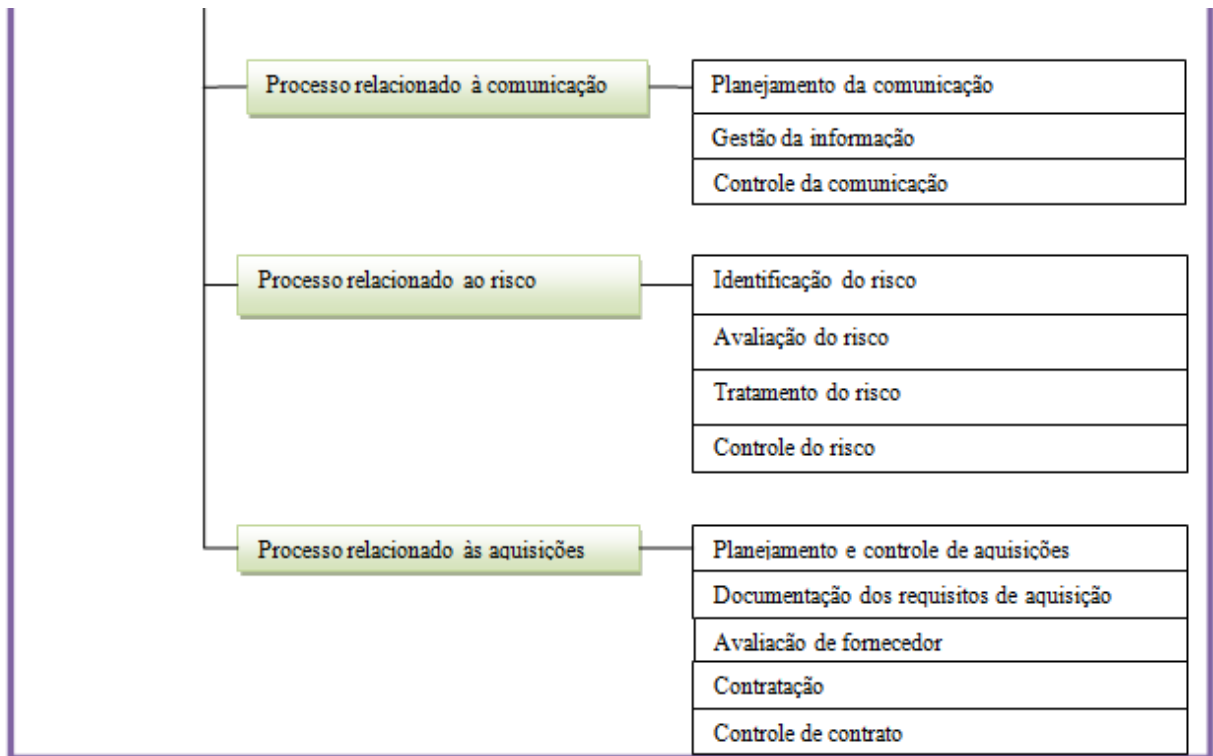 Processo relacionado à comunicação
Planejamento da comunicação
Gestão da informação
Controle da comunicação
Processo relacionado ao risco
Identificação do risco
Avaliação do risco
Tratamento do risco
Controle do risco
Processo relacionado às aquisições
Planejamento e controle de aquisições
Documentação dos requisitos de aquisição
Avaliação de fornecedor
Contratação
Controle de contrato